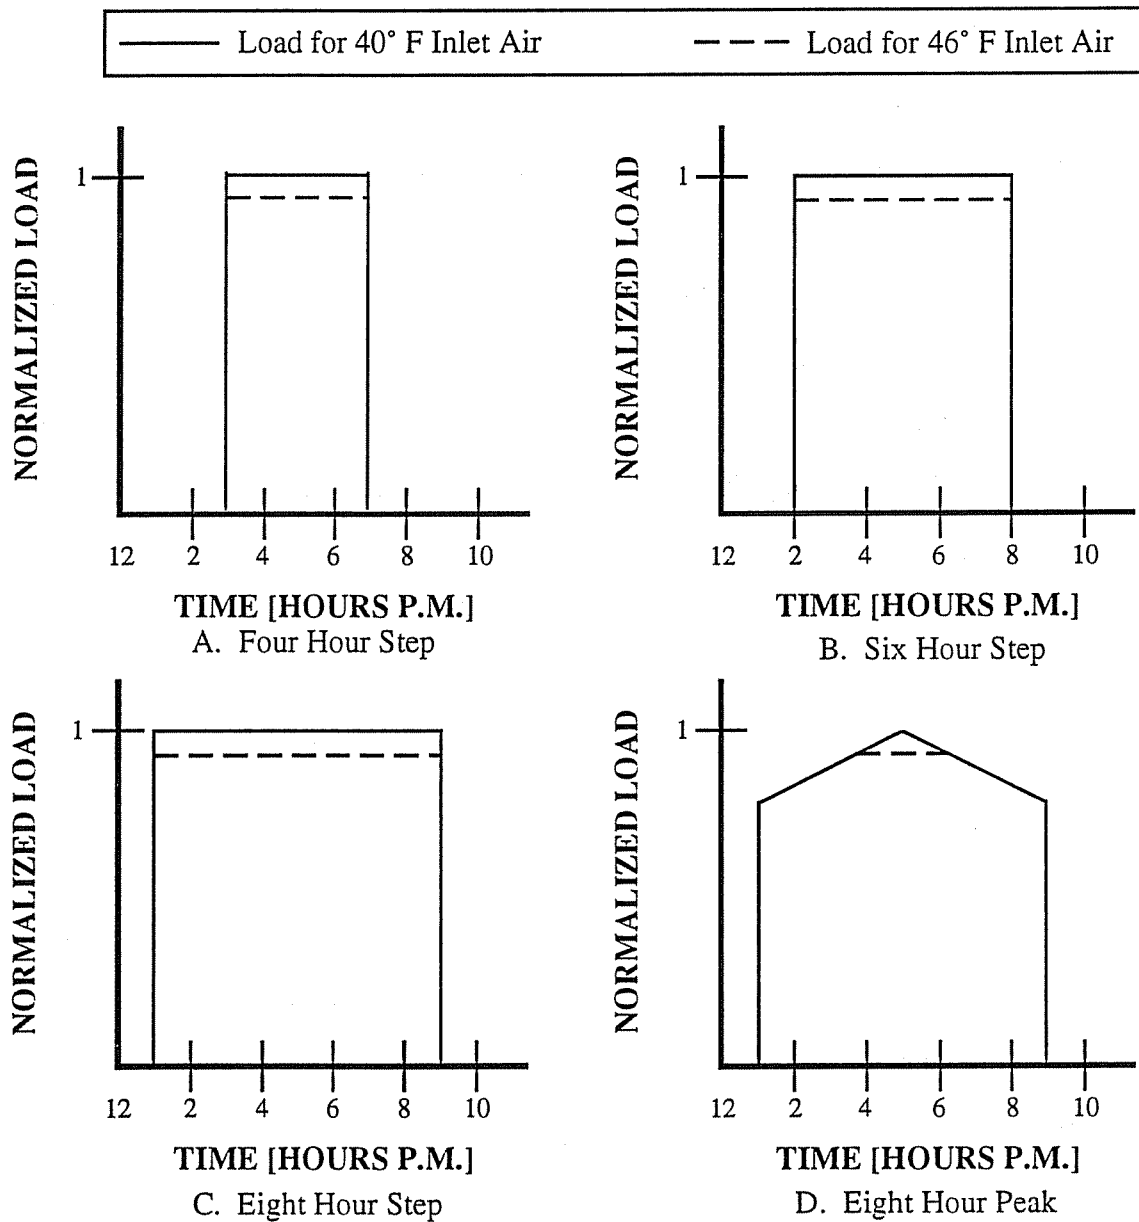 Load for 40° F Inlet Air
Load for 46° F Inlet Air
NORMALIZED LOAD
1
12 2 4 6 8 10
TIME [HOURS P.M.]
A. Four Hour Step
NORMALIZED LOAD
1
12 2 4 6 8 10
TIME [HOURS P.M.]
B. Six Hour Step
NORMALIZED LOAD
1
12 2 4 6 8 10
TIME [HOURS P.M.]
C. Eight Hour Step
NORMALIZED LOAD
1
12 2 4 6 8 10
TIME [HOURS P.M.]
D. Eight Hour Peak